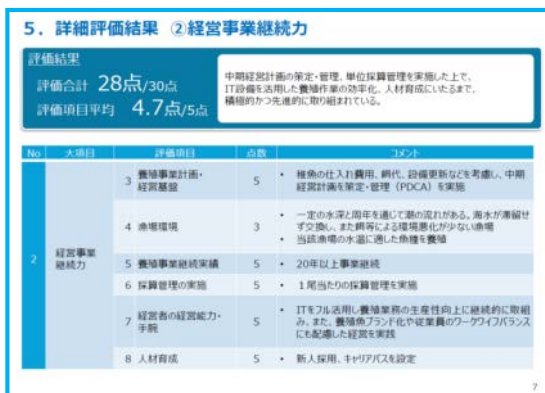 5．詳細評価結果 ②経営事業継続力
評価結果
評価合計 28点/30点
評価項目平均 4.7点/5点
中期経営計画の策定・管理、単位採算管理を実施した上で、
IT設備を活用した養殖作業の効率化、人材育成にいたるまで、
積極的かつ先進的に取り組まれている。
No 大項目 評価項目 点数 コメント
2 経営事業
継続力
3 養殖事業計画・
経営基盤 5 • 稚魚の仕入れ費用、餌代、設備更新などを考慮し、中期
経営計画を策定・管理（PDCA）を実施
4 漁場環境 3 • 一定の水深と周年を通じて潮の流れがある。海水が滞留せ
ず交換し、また餌等による環境悪化が少ない漁場
• 当該漁場の水温に適した魚種を養殖
5 養殖事業継続実績 5 • 20年以上事業継続
6 採算管理の実施 5 • 1尾当たりの採算管理を実施
7 経営者の経営能力・
手腕 5 • ITをフル活用し養殖業務の生産性向上に継続的に取組
み、また、養殖魚ブランド化や従業員のワークワイフバランス
にも配慮した経営を実践
8 人材育成 5 • 新人採用、キャリアパスを設定
7